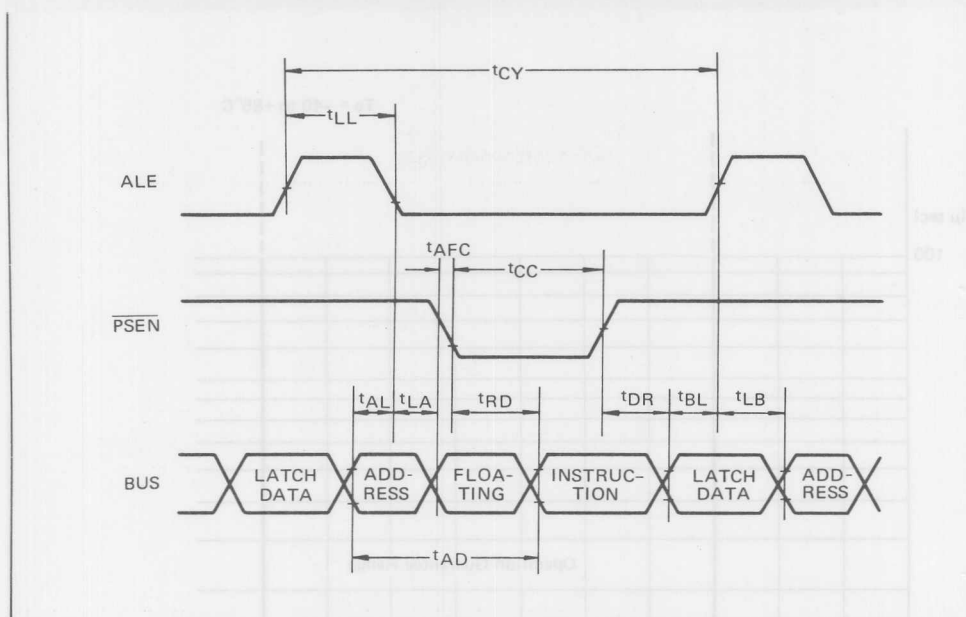 tCY
tLL
ALE
tAFC
tCC
PSEN
tAL
tLA
tRD
tDR
tBL
tLB
BUS
LATCH
DATA
ADD-
RESS
FLOA-
TING
INSTRUC-
TION
LATCH
DATA
ADD-
RESS
tAD